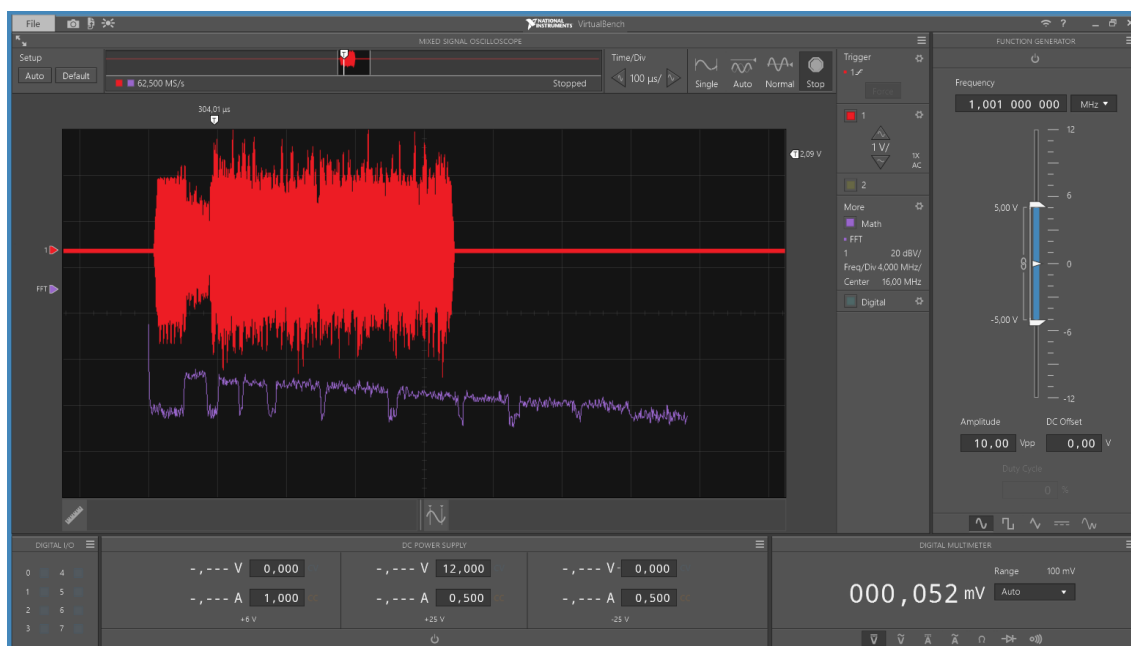 File
NATIONAL INSTRUMENTS VirtualBench
?
MIXED SIGNAL OSCILLOSCOPE
Setup
Auto Default
62,500 MS/s
Stopped
Time/Div
100 µs/
Single Auto Normal Stop
304,01 µs
T
T 2,09 V
1
FFT
Trigger
1
Force
1
1 V/
1X
AC
2
More
Math
FFT
1 20 dBV/
Freq/Div 4,000 MHz/
Center 16,00 MHz
Digital
FUNCTION GENERATOR
Frequency
1,001 000 000 MHz
12
6
5,00 V
0
-5,00 V
-6
-12
Amplitude DC Offset
10,00 Vpp 0,00 V
Duty Cycle
0 %
DIGITAL I/O
0 4
1 5
2 6
3 7
DC POWER SUPPLY
-,--- V 0,000
-,--- A 1,000
+6 V
-,--- V 12,000
-,--- A 0,500
+25 V
-,--- V - 0,000
-,--- A 0,500
-25 V
DIGITAL MULTIMETER
000,052 mV
Range 100 mV
Auto
V V A A Ω